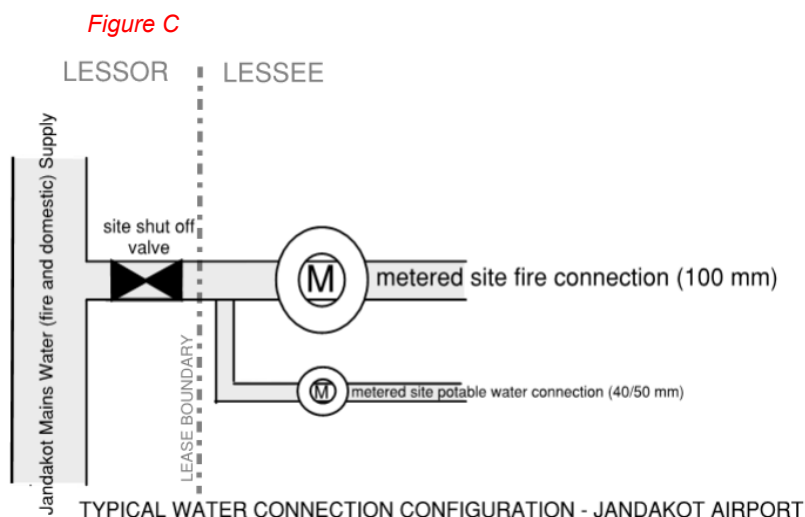 Figure C
LESSOR
LESSEE
Jandakot Mains Water (fire and domestic) Supply
site shut off
valve
M
metered site fire connection (100 mm)
LEASE BOUNDARY
M
metered site potable water connection (40/50 mm)
TYPICAL WATER CONNECTION CONFIGURATION - JANDAKOT AIRPORT